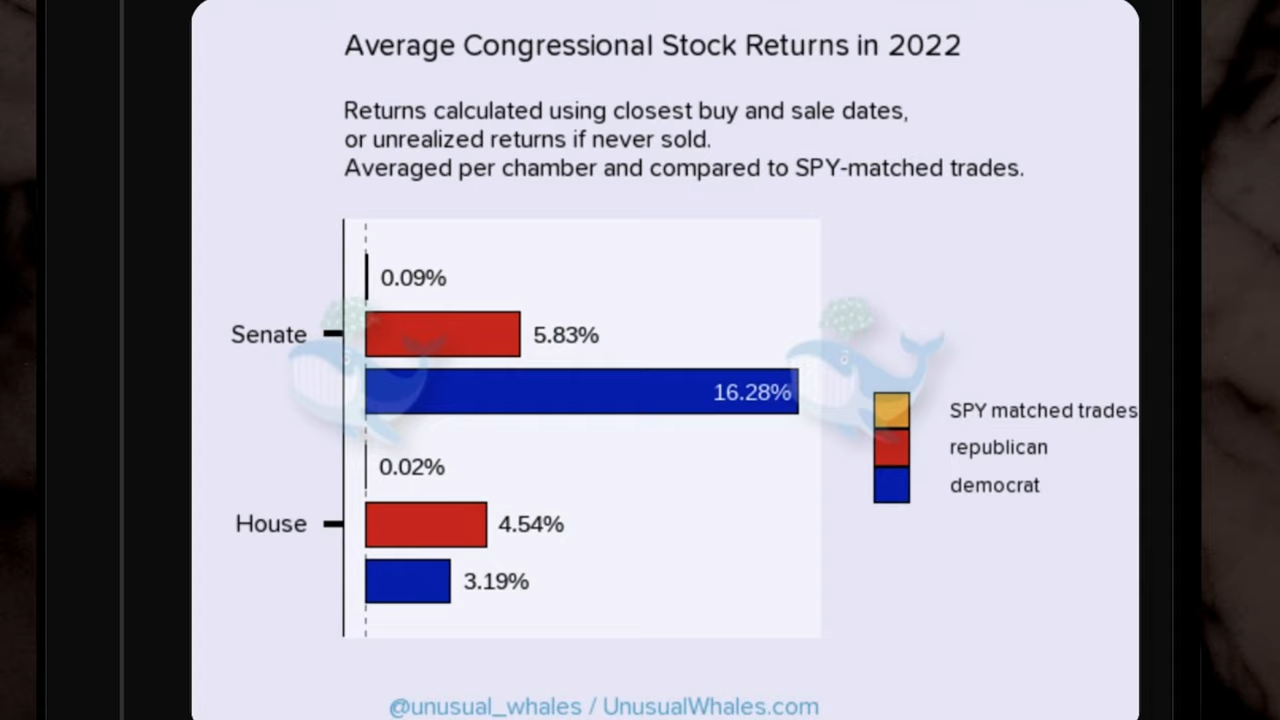 Average Congressional Stock Returns in 2022
Returns calculated using closest buy and sale dates,
or unrealized returns if never sold.
Averaged per chamber and compared to SPY-matched trades.
0.09%
Senate
5.83%
16.28%
SPY matched trades
republican
0.02%
democrat
House
4.54%
3.19%
@unusual_whales / UnusualWhales.com